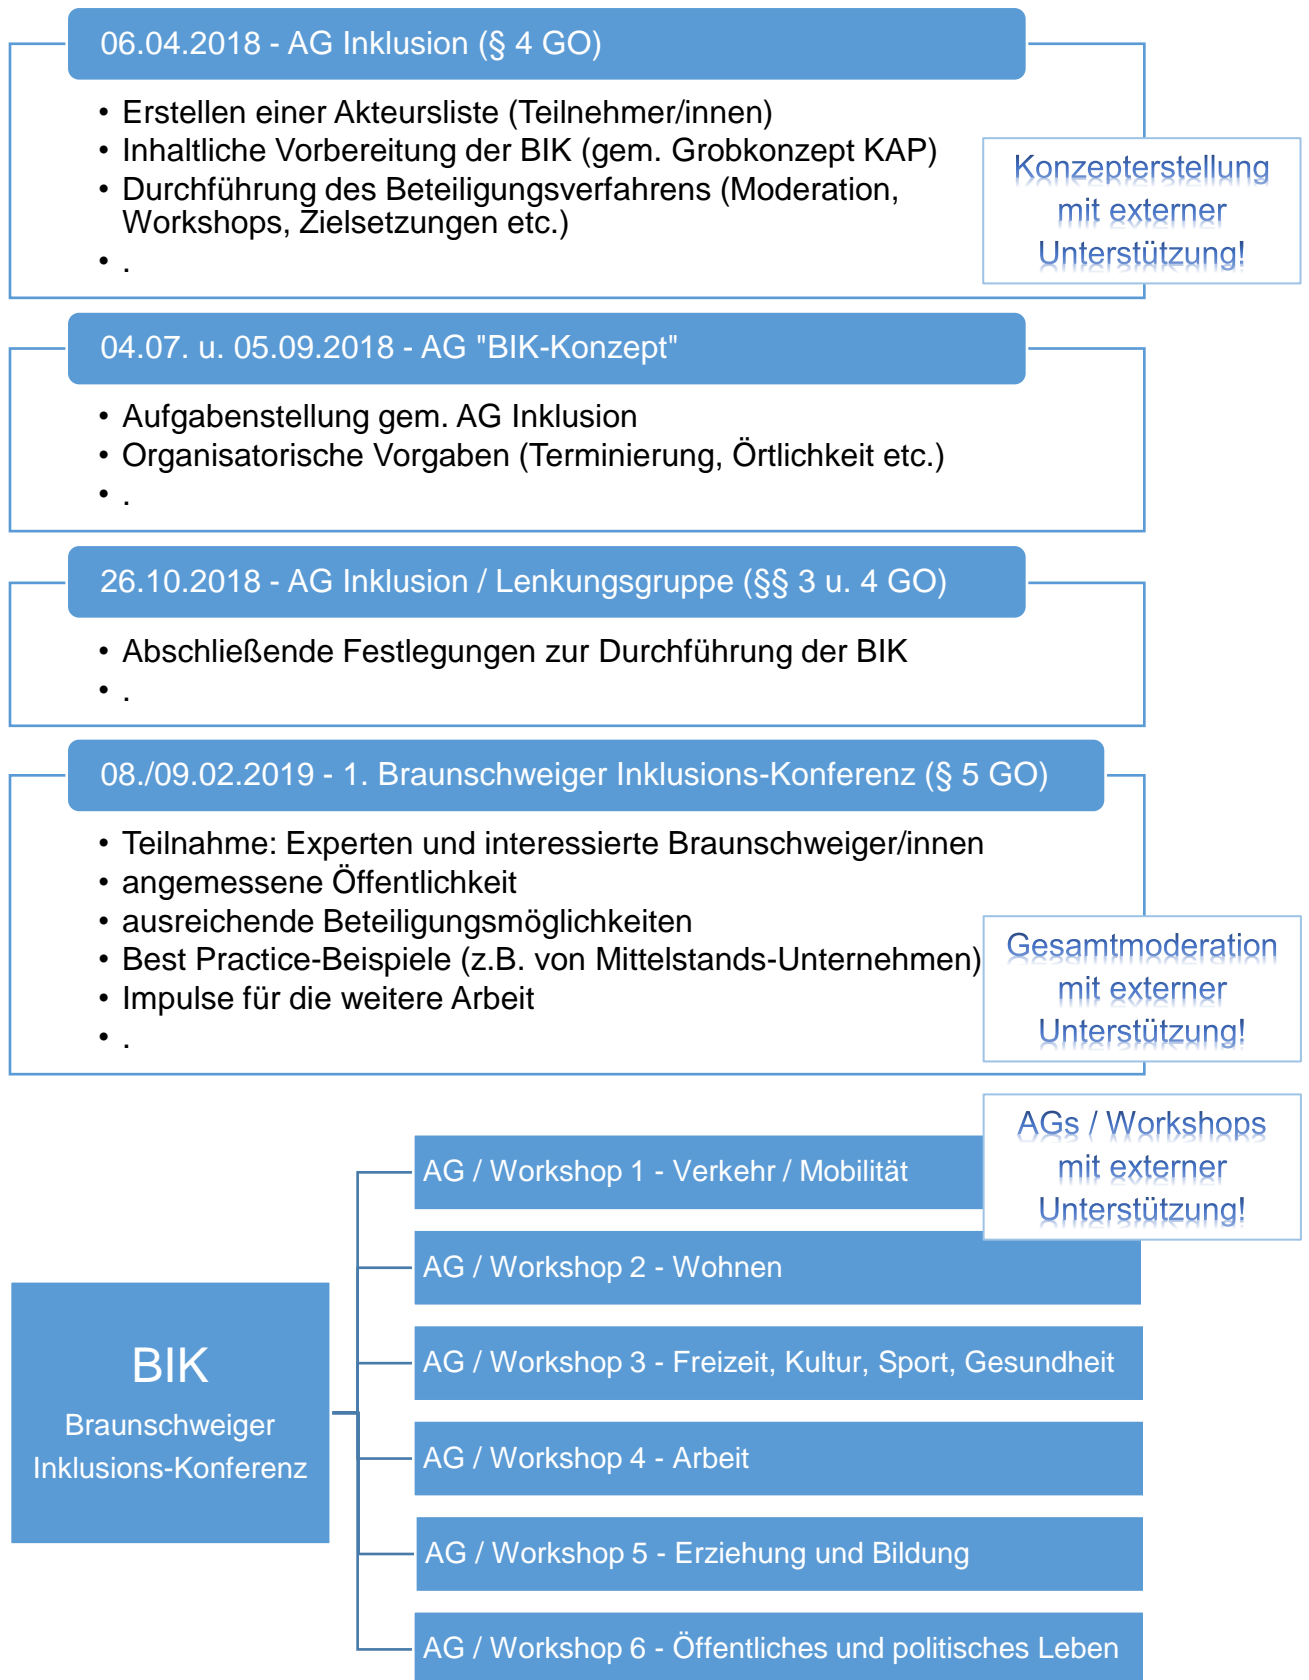 06.04.2018 - AG Inklusion (§ 4 GO)
• Erstellen einer Akteursliste (Teilnehmer/innen)
• Inhaltliche Vorbereitung der BIK (gem. Grobkonzept KAP)
• Durchführung des Beteiligungsverfahrens (Moderation,
Workshops, Zielsetzungen etc.)
• .
Konzepterstellung
mit externer
Unterstützung!
04.07. u. 05.09.2018 - AG "BIK-Konzept"
• Aufgabenstellung gem. AG Inklusion
• Organisatorische Vorgaben (Terminierung, Örtlichkeit etc.)
• .
26.10.2018 - AG Inklusion / Lenkungsgruppe (§§ 3 u. 4 GO)
• Abschließende Festlegungen zur Durchführung der BIK
• .
08./09.02.2019 - 1. Braunschweiger Inklusions-Konferenz (§ 5 GO)
• Teilnahme: Experten und interessierte Braunschweiger/innen
• angemessene Öffentlichkeit
• ausreichende Beteiligungsmöglichkeiten
• Best Practice-Beispiele (z.B. von Mittelstands-Unternehmen)
• Impulse für die weitere Arbeit
• .
Gesamtmoderation
mit externer
Unterstützung!
AGs / Workshops
mit externer
Unterstützung!
BIK
Braunschweiger
Inklusions-Konferenz
AG / Workshop 1 - Verkehr / Mobilität
AG / Workshop 2 - Wohnen
AG / Workshop 3 - Freizeit, Kultur, Sport, Gesundheit
AG / Workshop 4 - Arbeit
AG / Workshop 5 - Erziehung und Bildung
AG / Workshop 6 - Öffentliches und politisches Leben